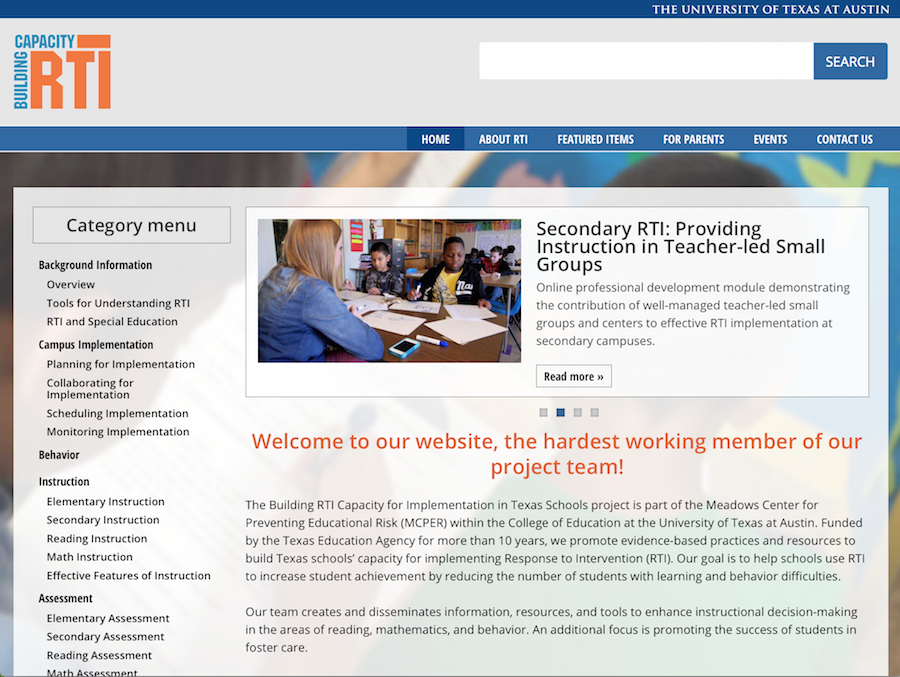 THE UNIVERSITY OF TEXAS AT AUSTIN
BUILDING
CAPACITY
RTI
SEARCH
HOME
ABOUT RTI
FEATURED ITEMS
FOR PARENTS
EVENTS
CONTACT US
Category menu
Background Information
Overview
Tools for Understanding RTI
RTI and Special Education
Campus Implementation
Planning for Implementation
Collaborating for
Implementation
Scheduling Implementation
Monitoring Implementation
Behavior
Instruction
Elementary Instruction
Secondary Instruction
Reading Instruction
Math Instruction
Effective Features of Instruction
Assessment
Elementary Assessment
Secondary Assessment
Reading Assessment
Math Assessment
Secondary RTI: Providing
Instruction in Teacher-led Small
Groups
Online professional development module demonstrating
the contribution of well-managed teacher-led small
groups and centers to effective RTI implementation at
secondary campuses.
Read more »
Welcome to our website, the hardest working member of our
project team!
The Building RTI Capacity for Implementation in Texas Schools project is part of the Meadows Center for
Preventing Educational Risk (MCPER) within the College of Education at the University of Texas at Austin. Funded
by the Texas Education Agency for more than 10 years, we promote evidence-based practices and resources to
build Texas schools’ capacity for implementing Response to Intervention (RTI). Our goal is to help schools use RTI
to increase student achievement by reducing the number of students with learning and behavior difficulties.
Our team creates and disseminates information, resources, and tools to enhance instructional decision-making
in the areas of reading, mathematics, and behavior. An additional focus is promoting the success of students in
foster care.